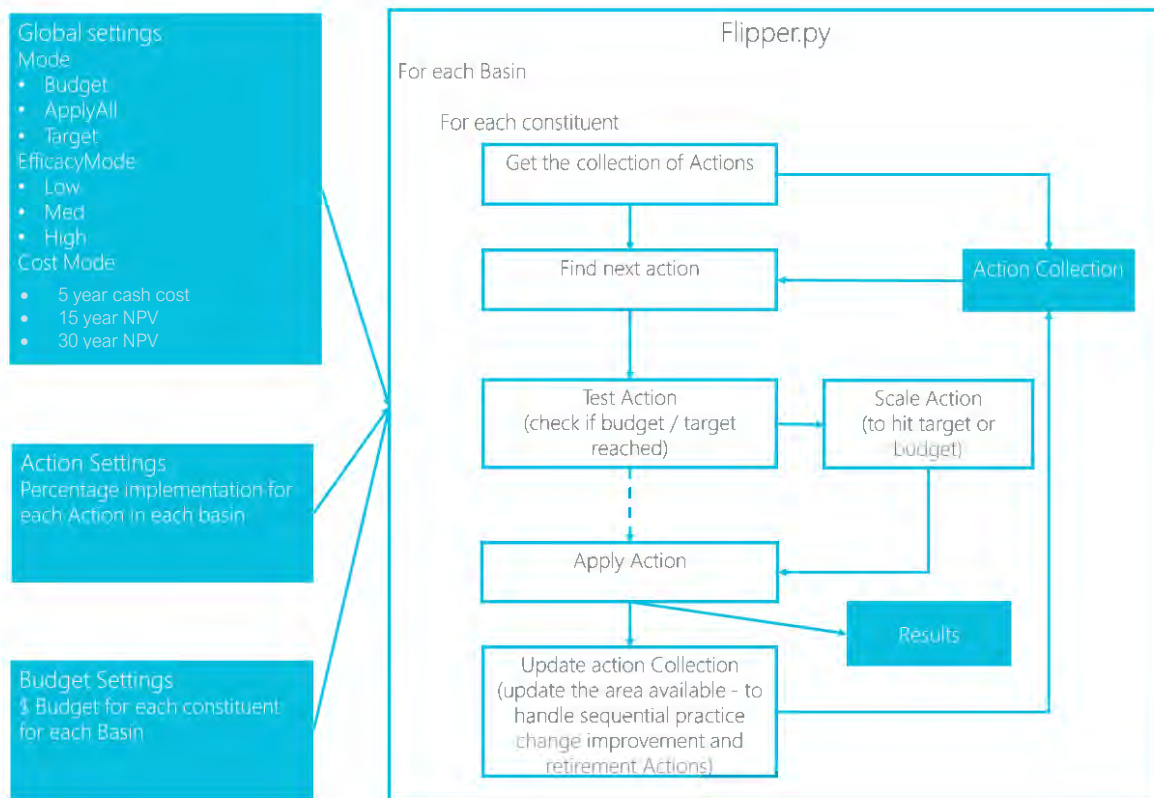 Global settings
Mode
• Budget
• ApplyAll
• Target
EfficacyMode
• Low
• Med
• High
Cost Mode
• 5 year cash cost
• 15 year NPV
• 30 year NPV
Action Settings
Percentage implementation for
each Action in each basin
Budget Settings
$ Budget for each constituent
for each Basin
Flipper.py
For each Basin
For each constituent
Get the collection of Actions
Find next action
Action Collection
Test Action
(check if budget / target
reached)
Scale Action
(to hit target or
budget)
Apply Action
Results
Update action Collection
(update the area available - to
handle sequential practice
change improvement and
retirement Actions)